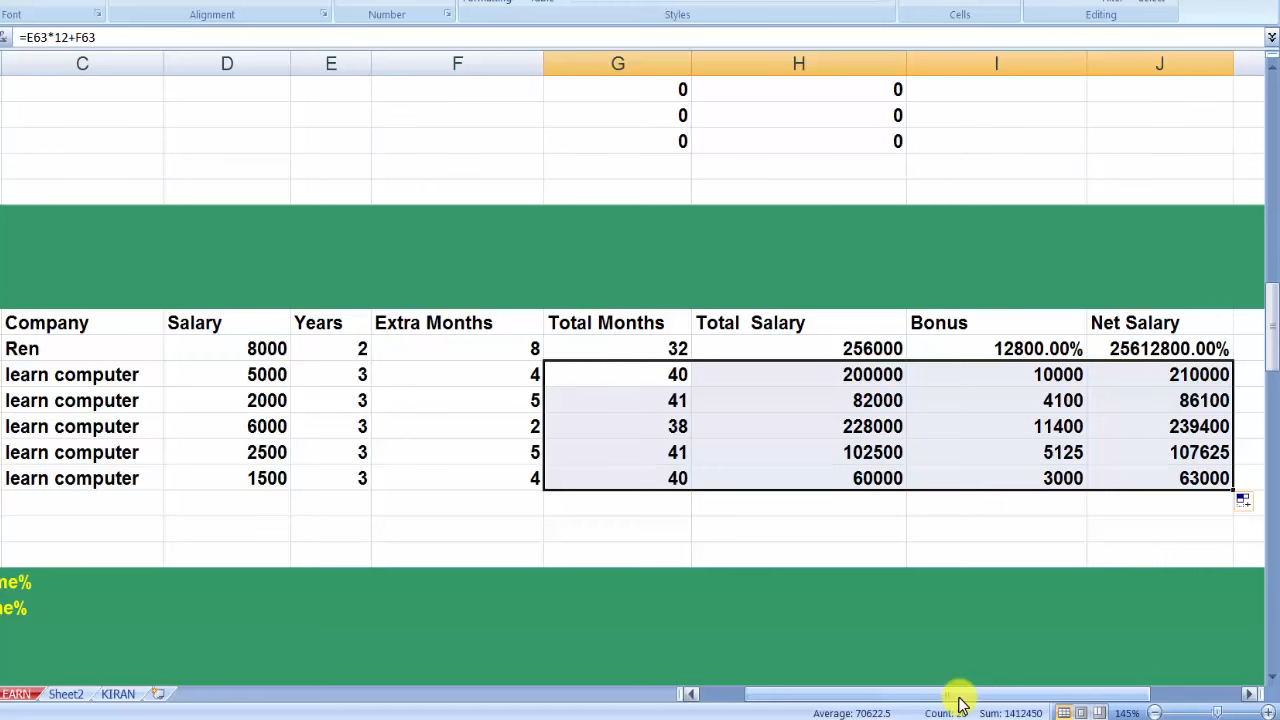 Font Alignment Number Styles Cells Editing
=E63*12+F63
C D E F G H I J
0 0
0 0
0 0
Company Salary Years Extra Months Total Months Total Salary Bonus Net Salary
Ren 8000 2 8 32 256000 12800.00% 25612800.00%
learn computer 5000 3 4 40 200000 10000 210000
learn computer 2000 3 5 41 82000 4100 86100
learn computer 6000 3 2 38 228000 11400 239400
learn computer 2500 3 5 41 102500 5125 107625
learn computer 1500 3 4 40 60000 3000 63000
me%
e%
EARN Sheet2 KIRAN
Average: 70622.5 Count: Sum: 1412450 145%